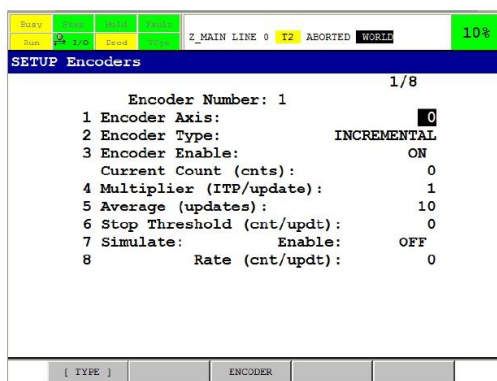 Busy Step Hold Fault
Run I/O Prod TCyc
Z_MAIN LINE 0 T2 ABORTED WORLD
10%
SETUP Encoders
1/8
Encoder Number: 1
1 Encoder Axis: 0
2 Encoder Type: INCREMENTAL
3 Encoder Enable: ON
Current Count (cnts): 0
4 Multiplier (ITP/update): 1
5 Average (updates): 10
6 Stop Threshold (cnt/updt): 0
7 Simulate: Enable: OFF
8 Rate (cnt/updt): 0
[ TYPE ] ENCODER